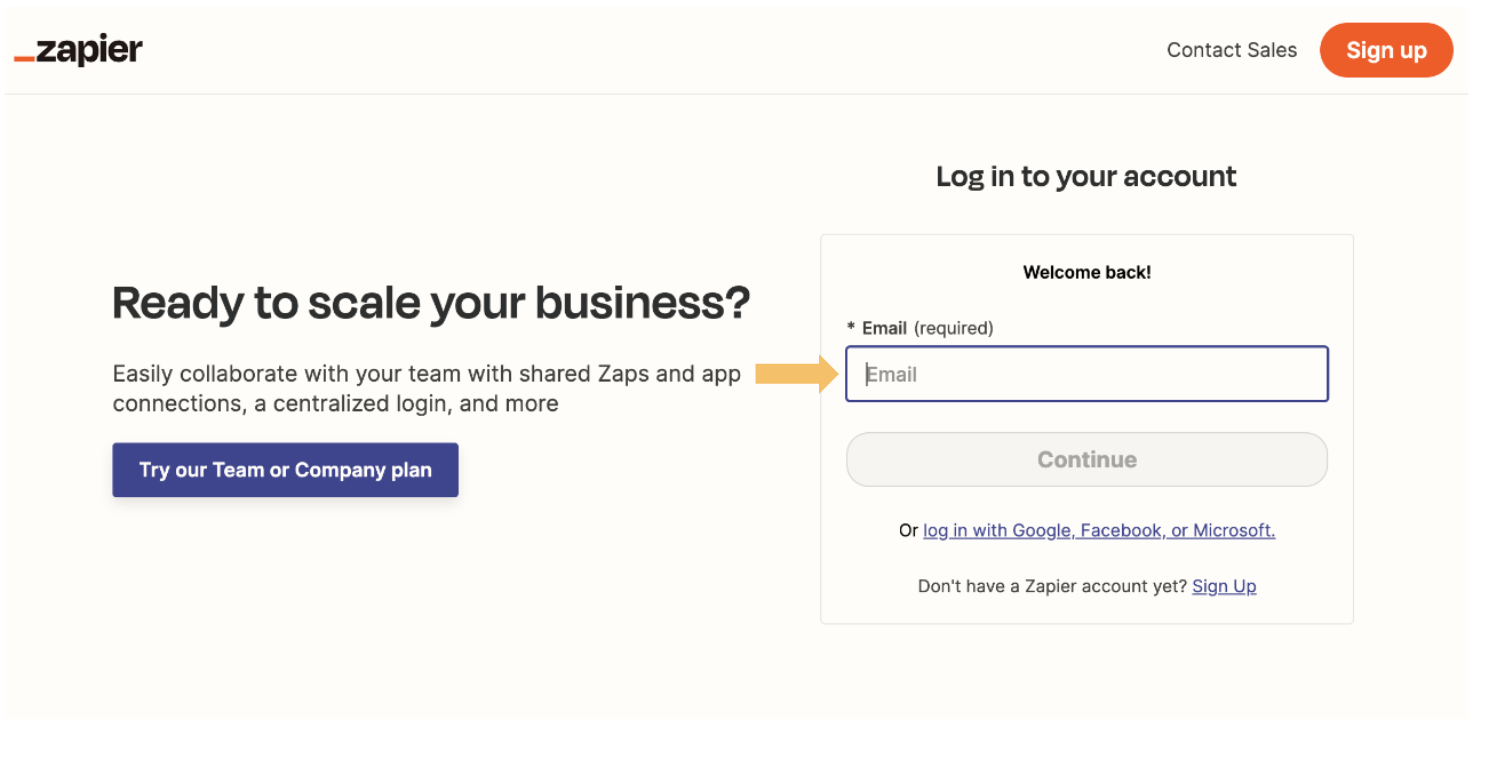 zapier
Contact Sales
Sign up
Log in to your account
Welcome back!
Ready to scale your business?
* Email (required)
Easily collaborate with your team with shared Zaps and app
connections, a centralized login, and more
Email
Try our Team or Company plan
Continue
Or log in with Google, Facebook, or Microsoft.
Don't have a Zapier account yet? Sign Up